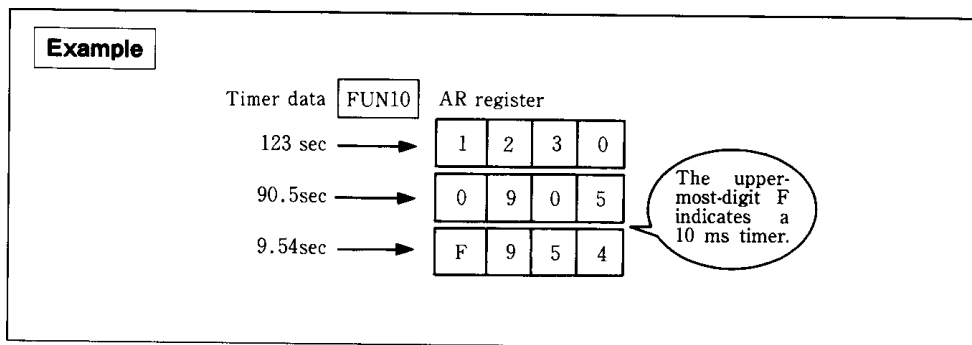 Example
Timer data FUN10 AR register
123 sec 1 2 3 0
90.5sec 0 9 0 5
9.54sec F 9 5 4
The upper-
most-digit F
indicates a
10 ms timer.